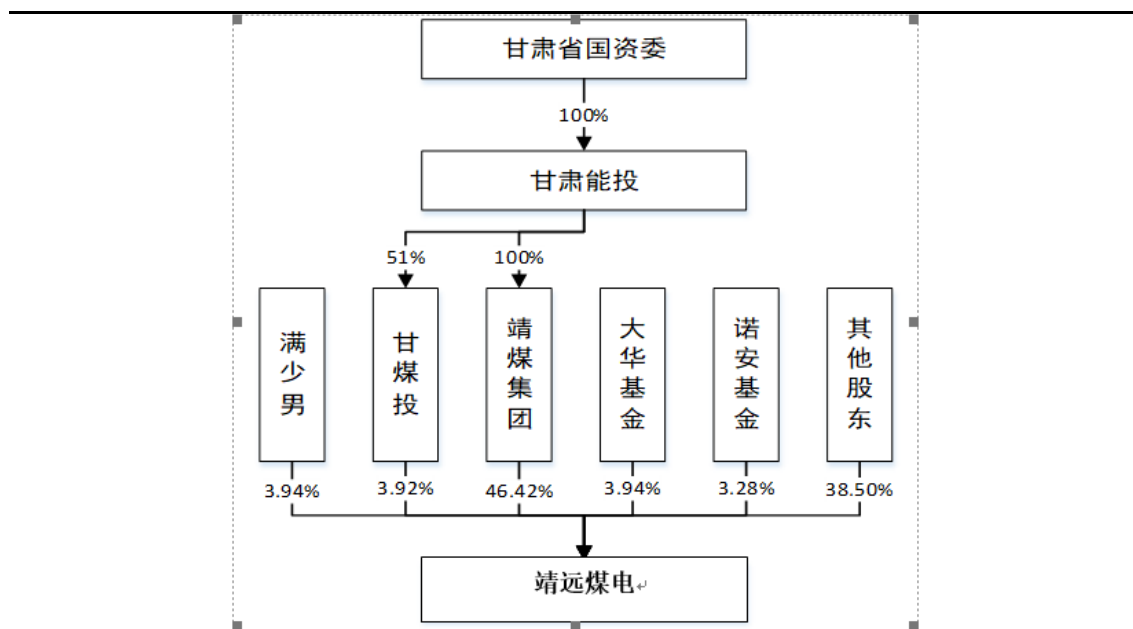 甘肃省国资委
100%
甘肃能投
51%
100%
满少男
甘煤投
靖煤集团
大华基金
诺安基金
其他股东
3.94%
3.92%
46.42%
3.94%
3.28%
38.50%
靖远煤电